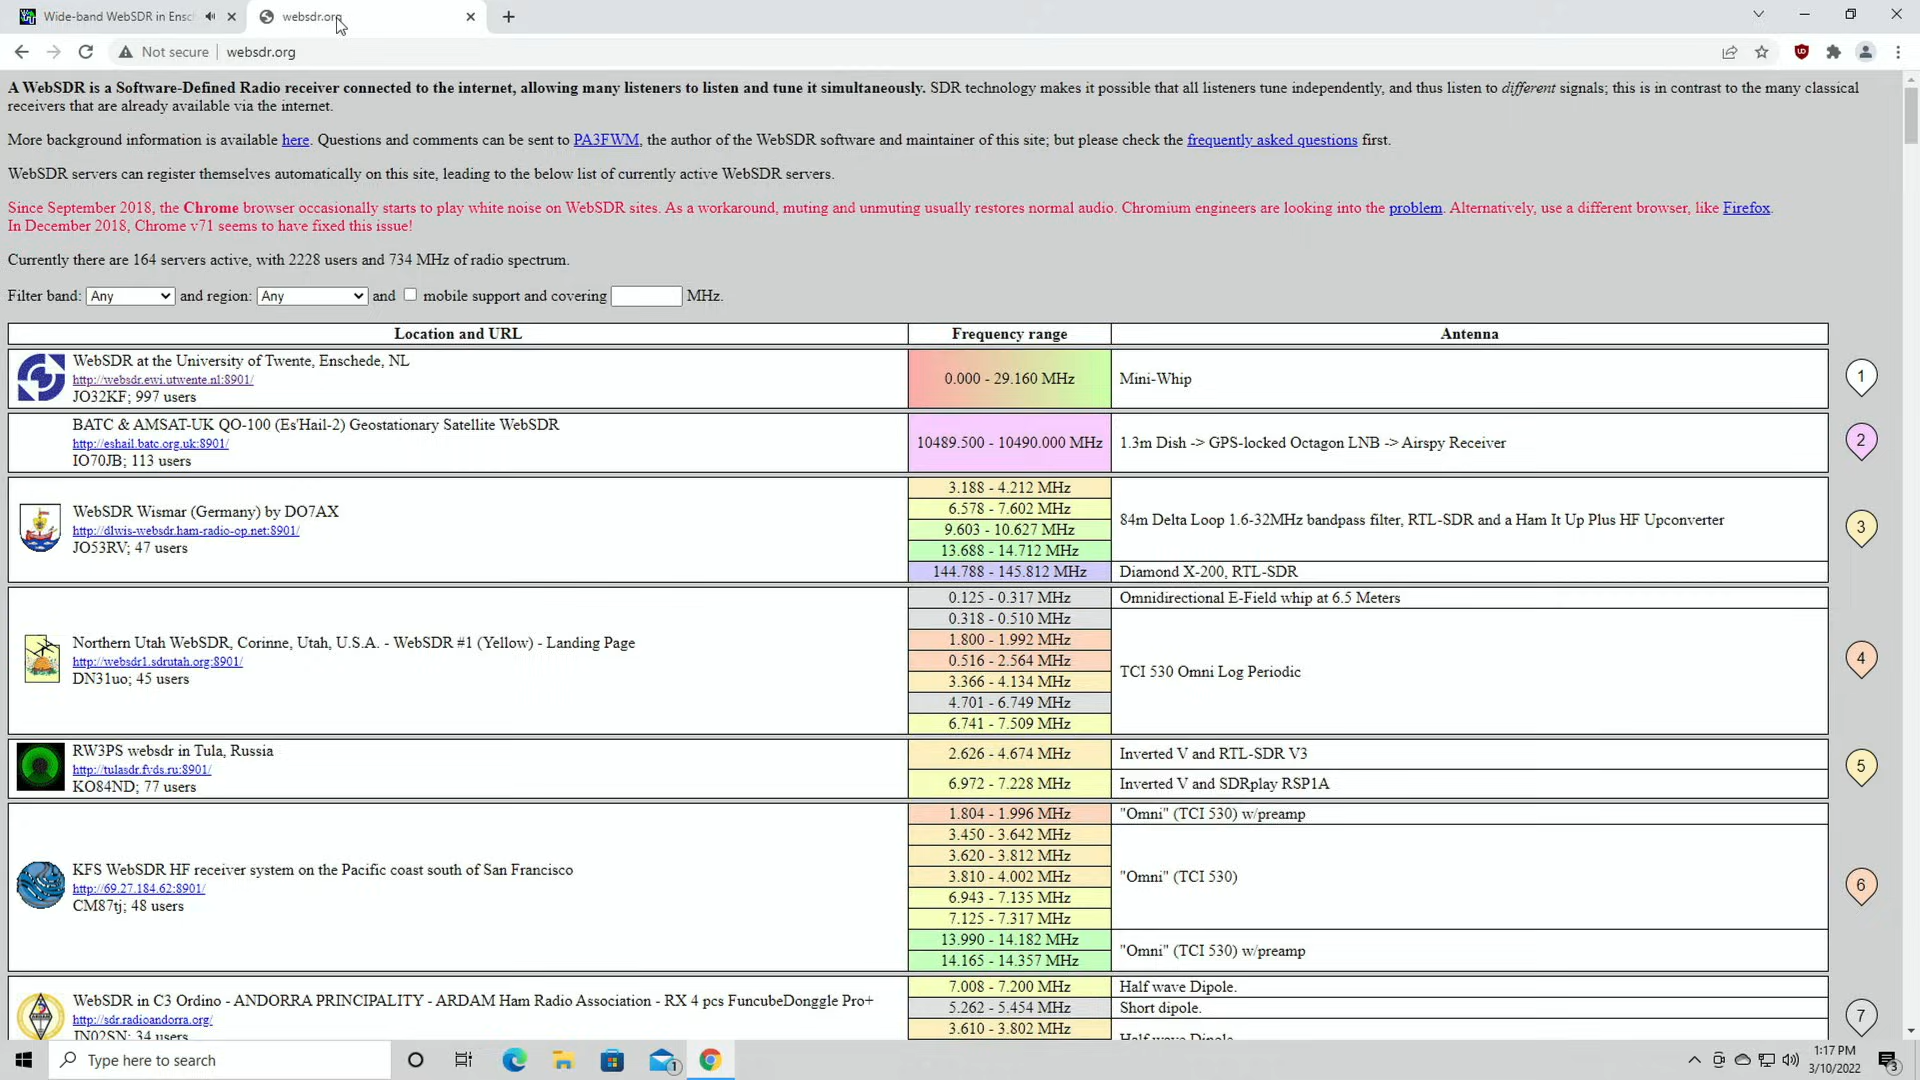 Wide-band WebSDR in Ensc
websdr.org
Not secure
websdr.org
A WebSDR is a Software-Defined Radio receiver connected to the internet, allowing many listeners to listen and tune it simultaneously. SDR technology makes it possible that all listeners tune independently, and thus listen to different signals; this is in contrast to the many classical
receivers that are already available via the internet.
More background information is available here. Questions and comments can be sent to PA3FWM, the author of the WebSDR software and maintainer of this site; but please check the frequently asked questions first.
WebSDR servers can register themselves automatically on this site, leading to the below list of currently active WebSDR servers.
Since September 2018, the Chrome browser occasionally starts to play white noise on WebSDR sites. As a workaround, muting and unmuting usually restores normal audio. Chromium engineers are looking into the problem. Alternatively, use a different browser, like Firefox.
In December 2018, Chrome v71 seems to have fixed this issue!
Currently there are 164 servers active, with 2228 users and 734 MHz of radio spectrum.
Filter band: Any and region: Any and mobile support and covering MHz.
Location and URL
Frequency range
Antenna
WebSDR at the University of Twente, Enschede, NL
http://websdr.ewi.utwente.nl:8901/
JO32KF; 997 users
0.000 - 29.160 MHz
Mini-Whip
1
BATC & AMSAT-UK QO-100 (Es'Hail-2) Geostationary Satellite WebSDR
http://eshail.batc.org.uk:8901/
IO70JB; 113 users
10489.500 - 10490.000 MHz
1.3m Dish -> GPS-locked Octagon LNB -> Airspy Receiver
2
WebSDR Wismar (Germany) by DO7AX
http://dlwis-websdr.ham-radio-op.net:8901/
JO53RV; 47 users
3.188 - 4.212 MHz
6.578 - 7.602 MHz
9.603 - 10.627 MHz
13.688 - 14.712 MHz
144.788 - 145.812 MHz
84m Delta Loop 1.6-32MHz bandpass filter, RTL-SDR and a Ham It Up Plus HF Upconverter
Diamond X-200, RTL-SDR
3
Northern Utah WebSDR, Corinne, Utah, U.S.A. - WebSDR #1 (Yellow) - Landing Page
http://websdr1.sdrutah.org:8901/
DN31uo; 45 users
0.125 - 0.317 MHz
0.318 - 0.510 MHz
1.800 - 1.992 MHz
0.516 - 2.564 MHz
3.366 - 4.134 MHz
4.701 - 6.749 MHz
6.741 - 7.509 MHz
Omnidirectional E-Field whip at 6.5 Meters
TCI 530 Omni Log Periodic
4
RW3PS websdr in Tula, Russia
http://tulasdr.fvds.ru:8901/
KO84ND; 77 users
2.626 - 4.674 MHz
6.972 - 7.228 MHz
Inverted V and RTL-SDR V3
Inverted V and SDRplay RSP1A
5
KFS WebSDR HF receiver system on the Pacific coast south of San Francisco
http://69.27.184.62:8901/
CM87tj; 48 users
1.804 - 1.996 MHz
3.450 - 3.642 MHz
3.620 - 3.812 MHz
3.810 - 4.002 MHz
6.943 - 7.135 MHz
7.125 - 7.317 MHz
13.990 - 14.182 MHz
14.165 - 14.357 MHz
"Omni" (TCI 530) w/preamp
"Omni" (TCI 530)
"Omni" (TCI 530) w/preamp
6
WebSDR in C3 Ordino - ANDORRA PRINCIPALITY - ARDAM Ham Radio Association - RX 4 pcs FuncubeDonggle Pro+
http://sdr.radioandorra.org/
JN02SN; 34 users
7.008 - 7.200 MHz
5.262 - 5.454 MHz
3.610 - 3.802 MHz
Half wave Dipole.
Short dipole.
Half wave Dipole.
7
Type here to search
1
1:17 PM
3/10/2022
3